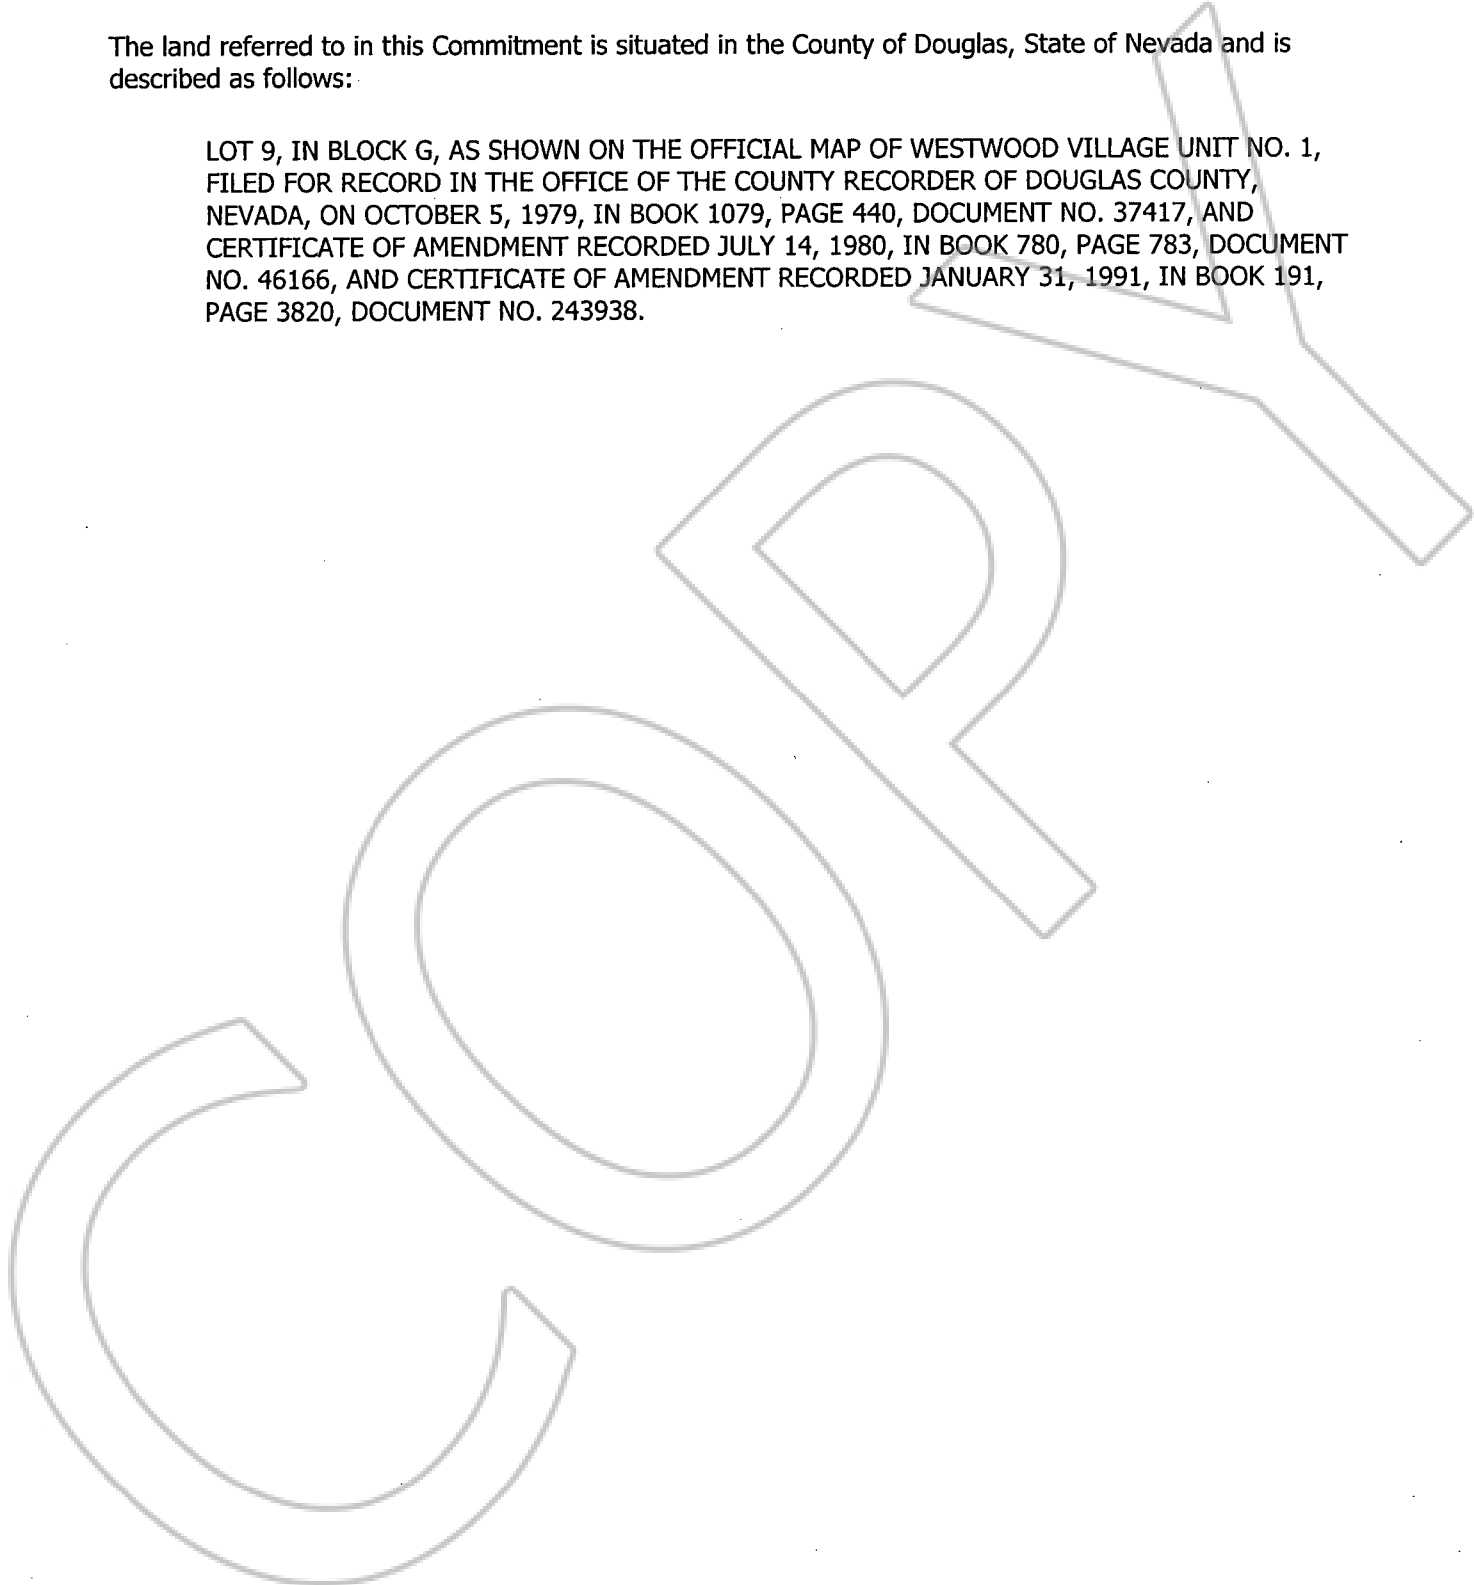 The land referred to in this Commitment is situated in the County of Douglas, State of Nevada and is
described as follows:
LOT 9, IN BLOCK G, AS SHOWN ON THE OFFICIAL MAP OF WESTWOOD VILLAGE UNIT NO. 1,
FILED FOR RECORD IN THE OFFICE OF THE COUNTY RECORDER OF DOUGLAS COUNTY,
NEVADA, ON OCTOBER 5, 1979, IN BOOK 1079, PAGE 440, DOCUMENT NO. 37417, AND
CERTIFICATE OF AMENDMENT RECORDED JULY 14, 1980, IN BOOK 780, PAGE 783, DOCUMENT
NO. 46166, AND CERTIFICATE OF AMENDMENT RECORDED JANUARY 31, 1991, IN BOOK 191,
PAGE 3820, DOCUMENT NO. 243938.
COPY